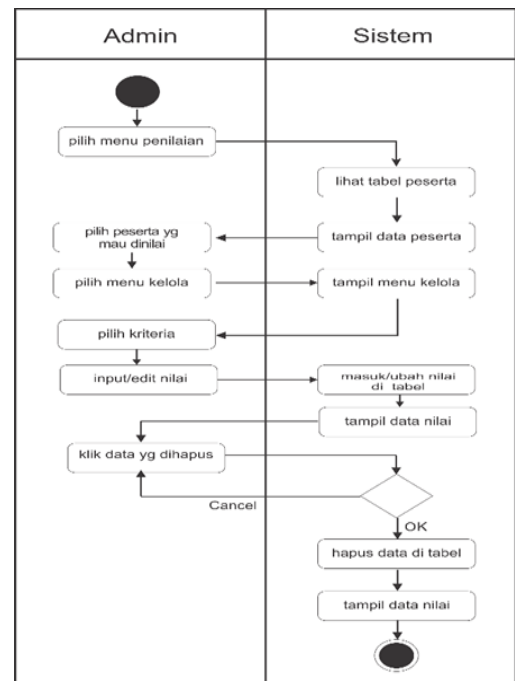 Admin
Sistem
pilih menu penilaian
lihat tabel peserta
pilih peserta yg
mau dinilai
tampil data peserta
pilih menu kelola
tampil menu kelola
pilih kriteria
input/edit nilai
masuk/ubah nilai
di tabel
tampil data nilai
klik data yg dihapus
Cancel
OK
hapus data di tabel
tampil data nilai